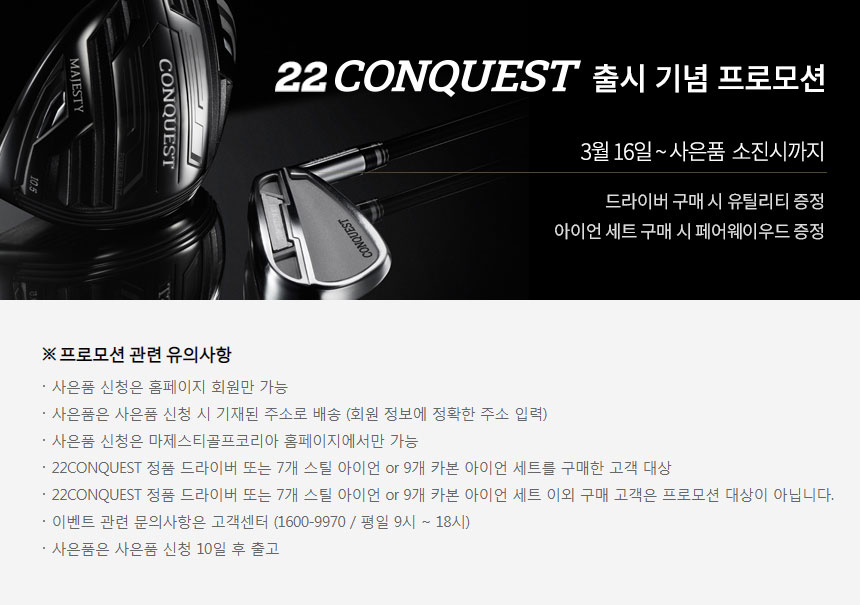 22 CONQUEST 출시 기념 프로모션
3월 16일 ~ 사은품 소진시까지
드라이버 구매 시 유틸리티 증정
아이언 세트 구매 시 페어웨이우드 증정
MAJESTY
CONQUEST
10.5
CONQUEST
※ 프로모션 관련 유의사항
· 사은품 신청은 홈페이지 회원만 가능
· 사은품은 사은품 신청 시 기재된 주소로 배송 (회원 정보에 정확한 주소 입력)
· 사은품 신청은 마제스티골프코리아 홈페이지에서만 가능
· 22CONQUEST 정품 드라이버 또는 7개 스틸 아이언 or 9개 카본 아이언 세트를 구매한 고객 대상
· 22CONQUEST 정품 드라이버 또는 7개 스틸 아이언 or 9개 카본 아이언 세트 이외 구매 고객은 프로모션 대상이 아닙니다.
· 이벤트 관련 문의사항은 고객센터 (1600-9970 / 평일 9시 ~ 18시)
· 사은품은 사은품 신청 10일 후 출고